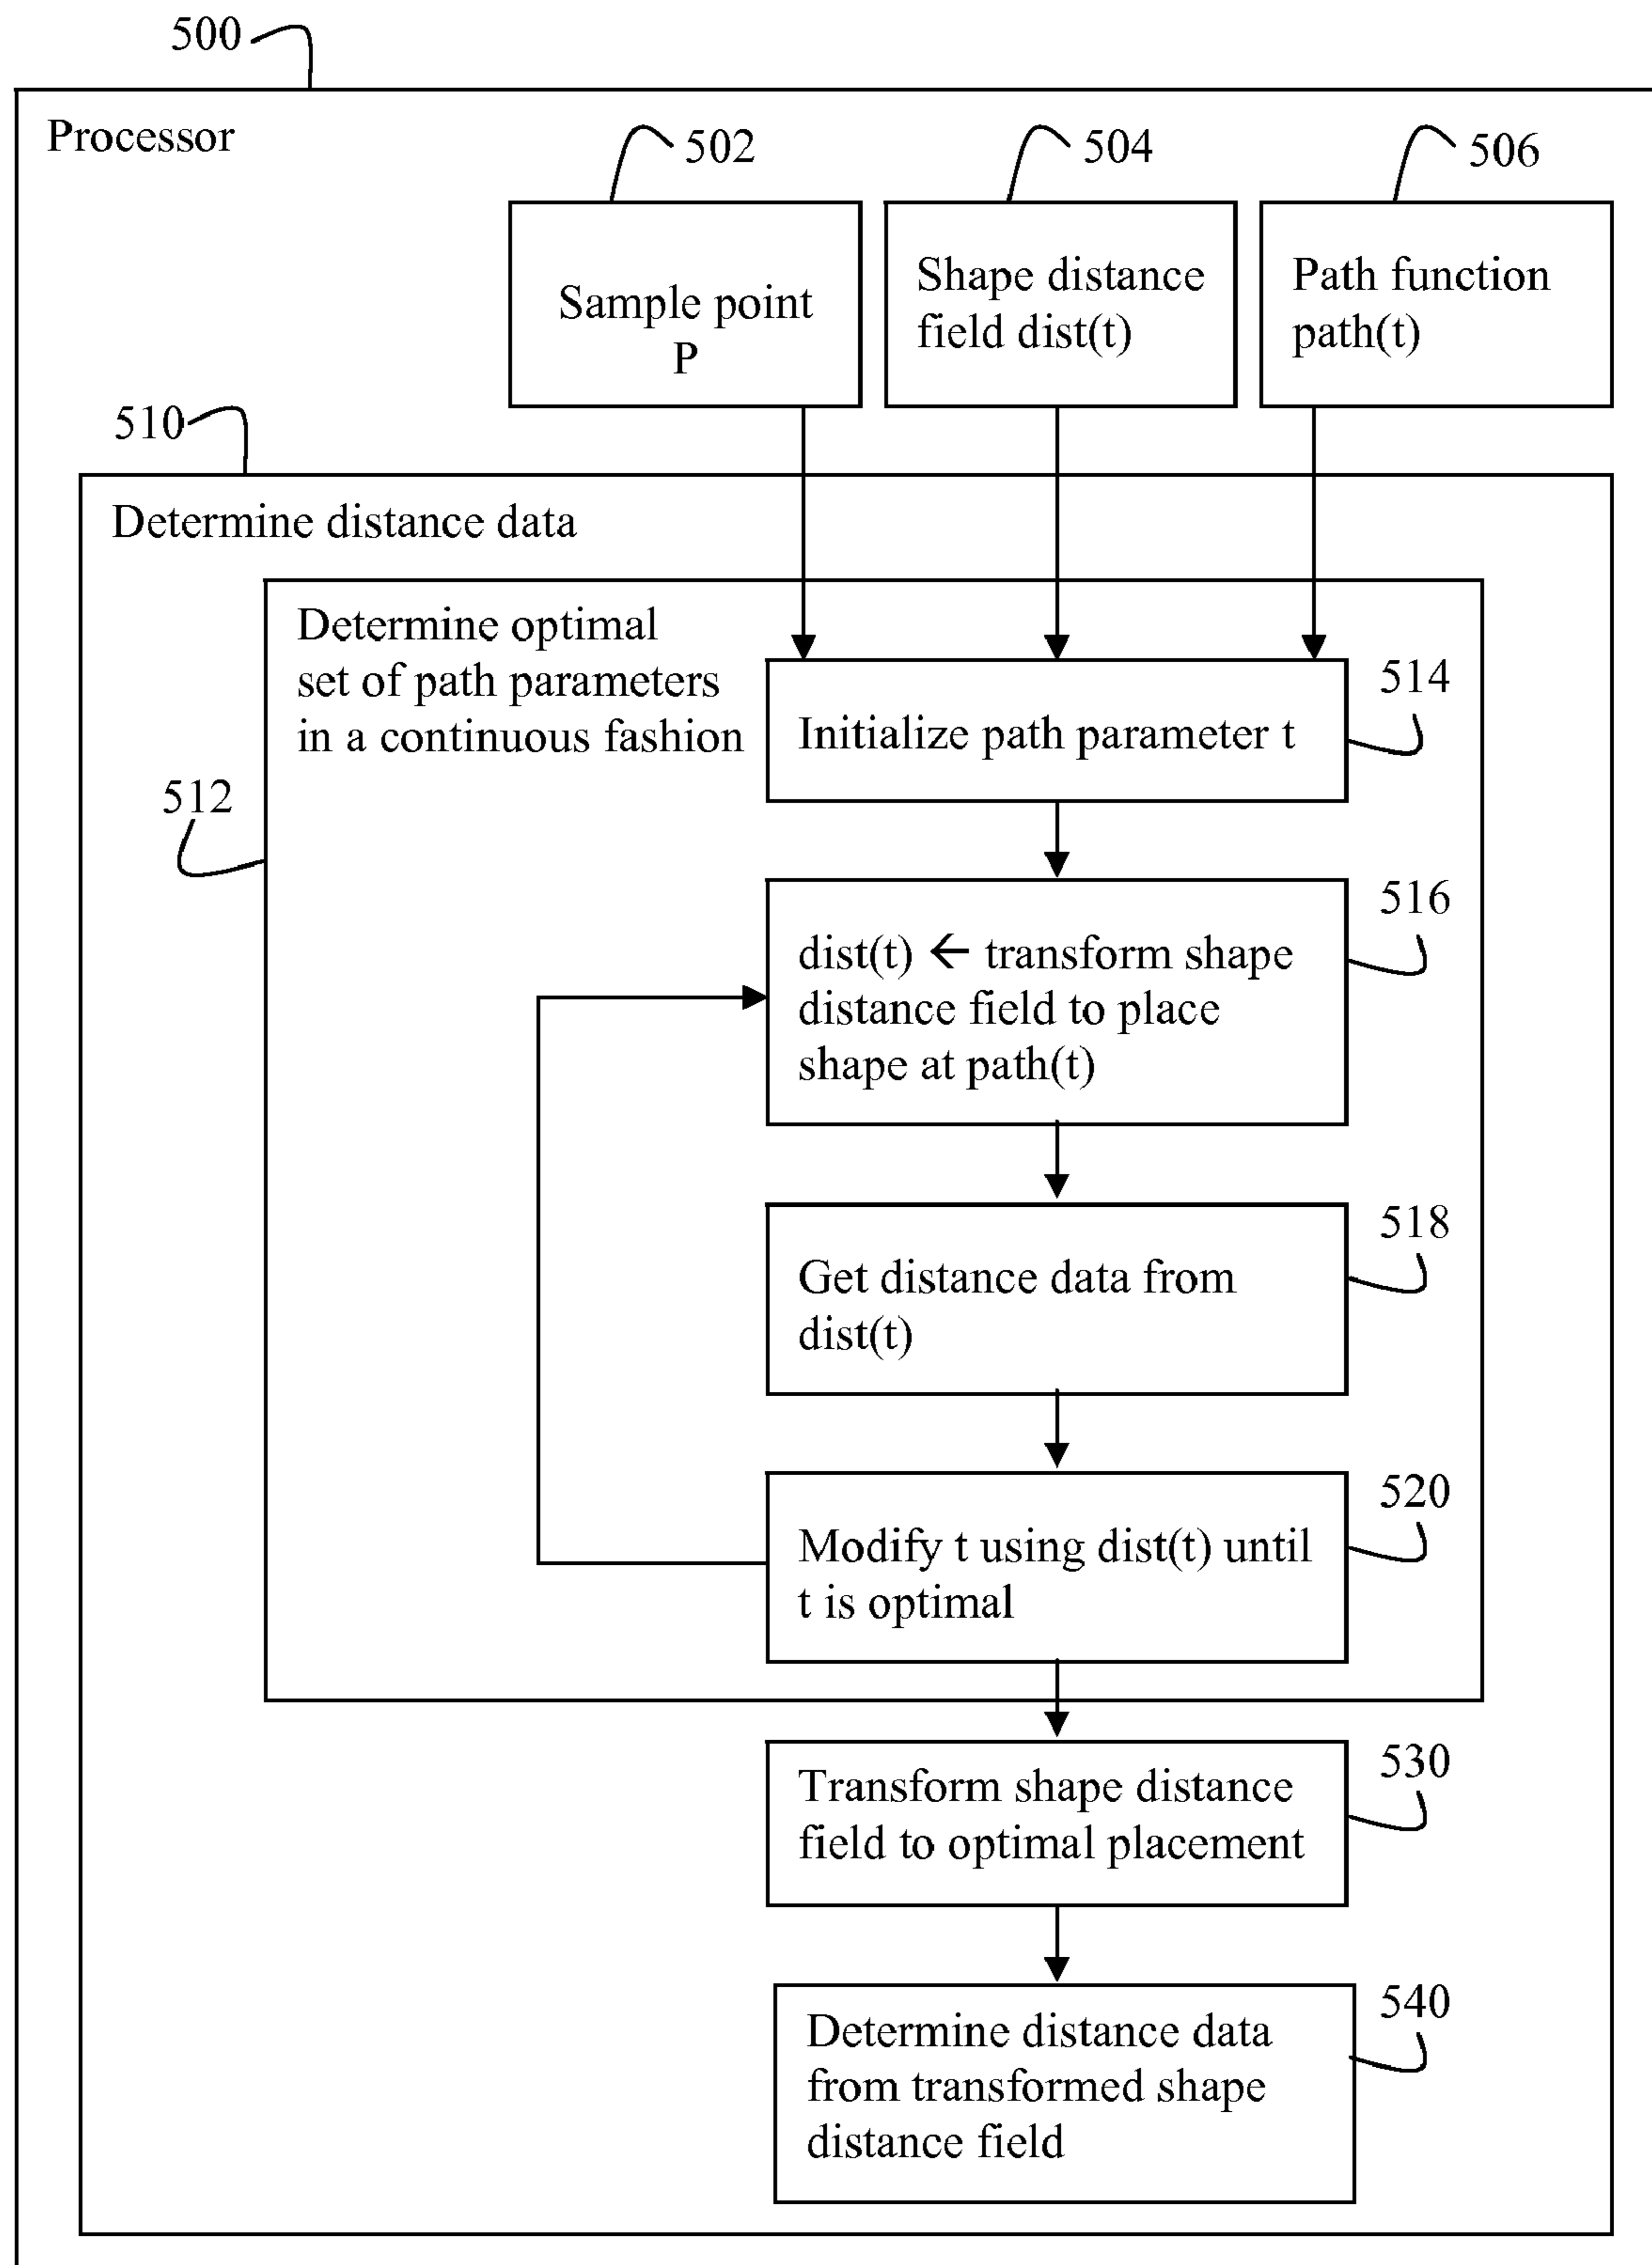 500
Processor
502
504
506
Sample point
P
Shape distance
field dist(t)
Path function
path(t)
510
Determine distance data
Determine optimal
set of path parameters
in a continuous fashion
512
514
Initialize path parameter t
516
dist(t) ← transform shape
distance field to place
shape at path(t)
518
Get distance data from
dist(t)
520
Modify t using dist(t) until
t is optimal
530
Transform shape distance
field to optimal placement
540
Determine distance data
from transformed shape
distance field